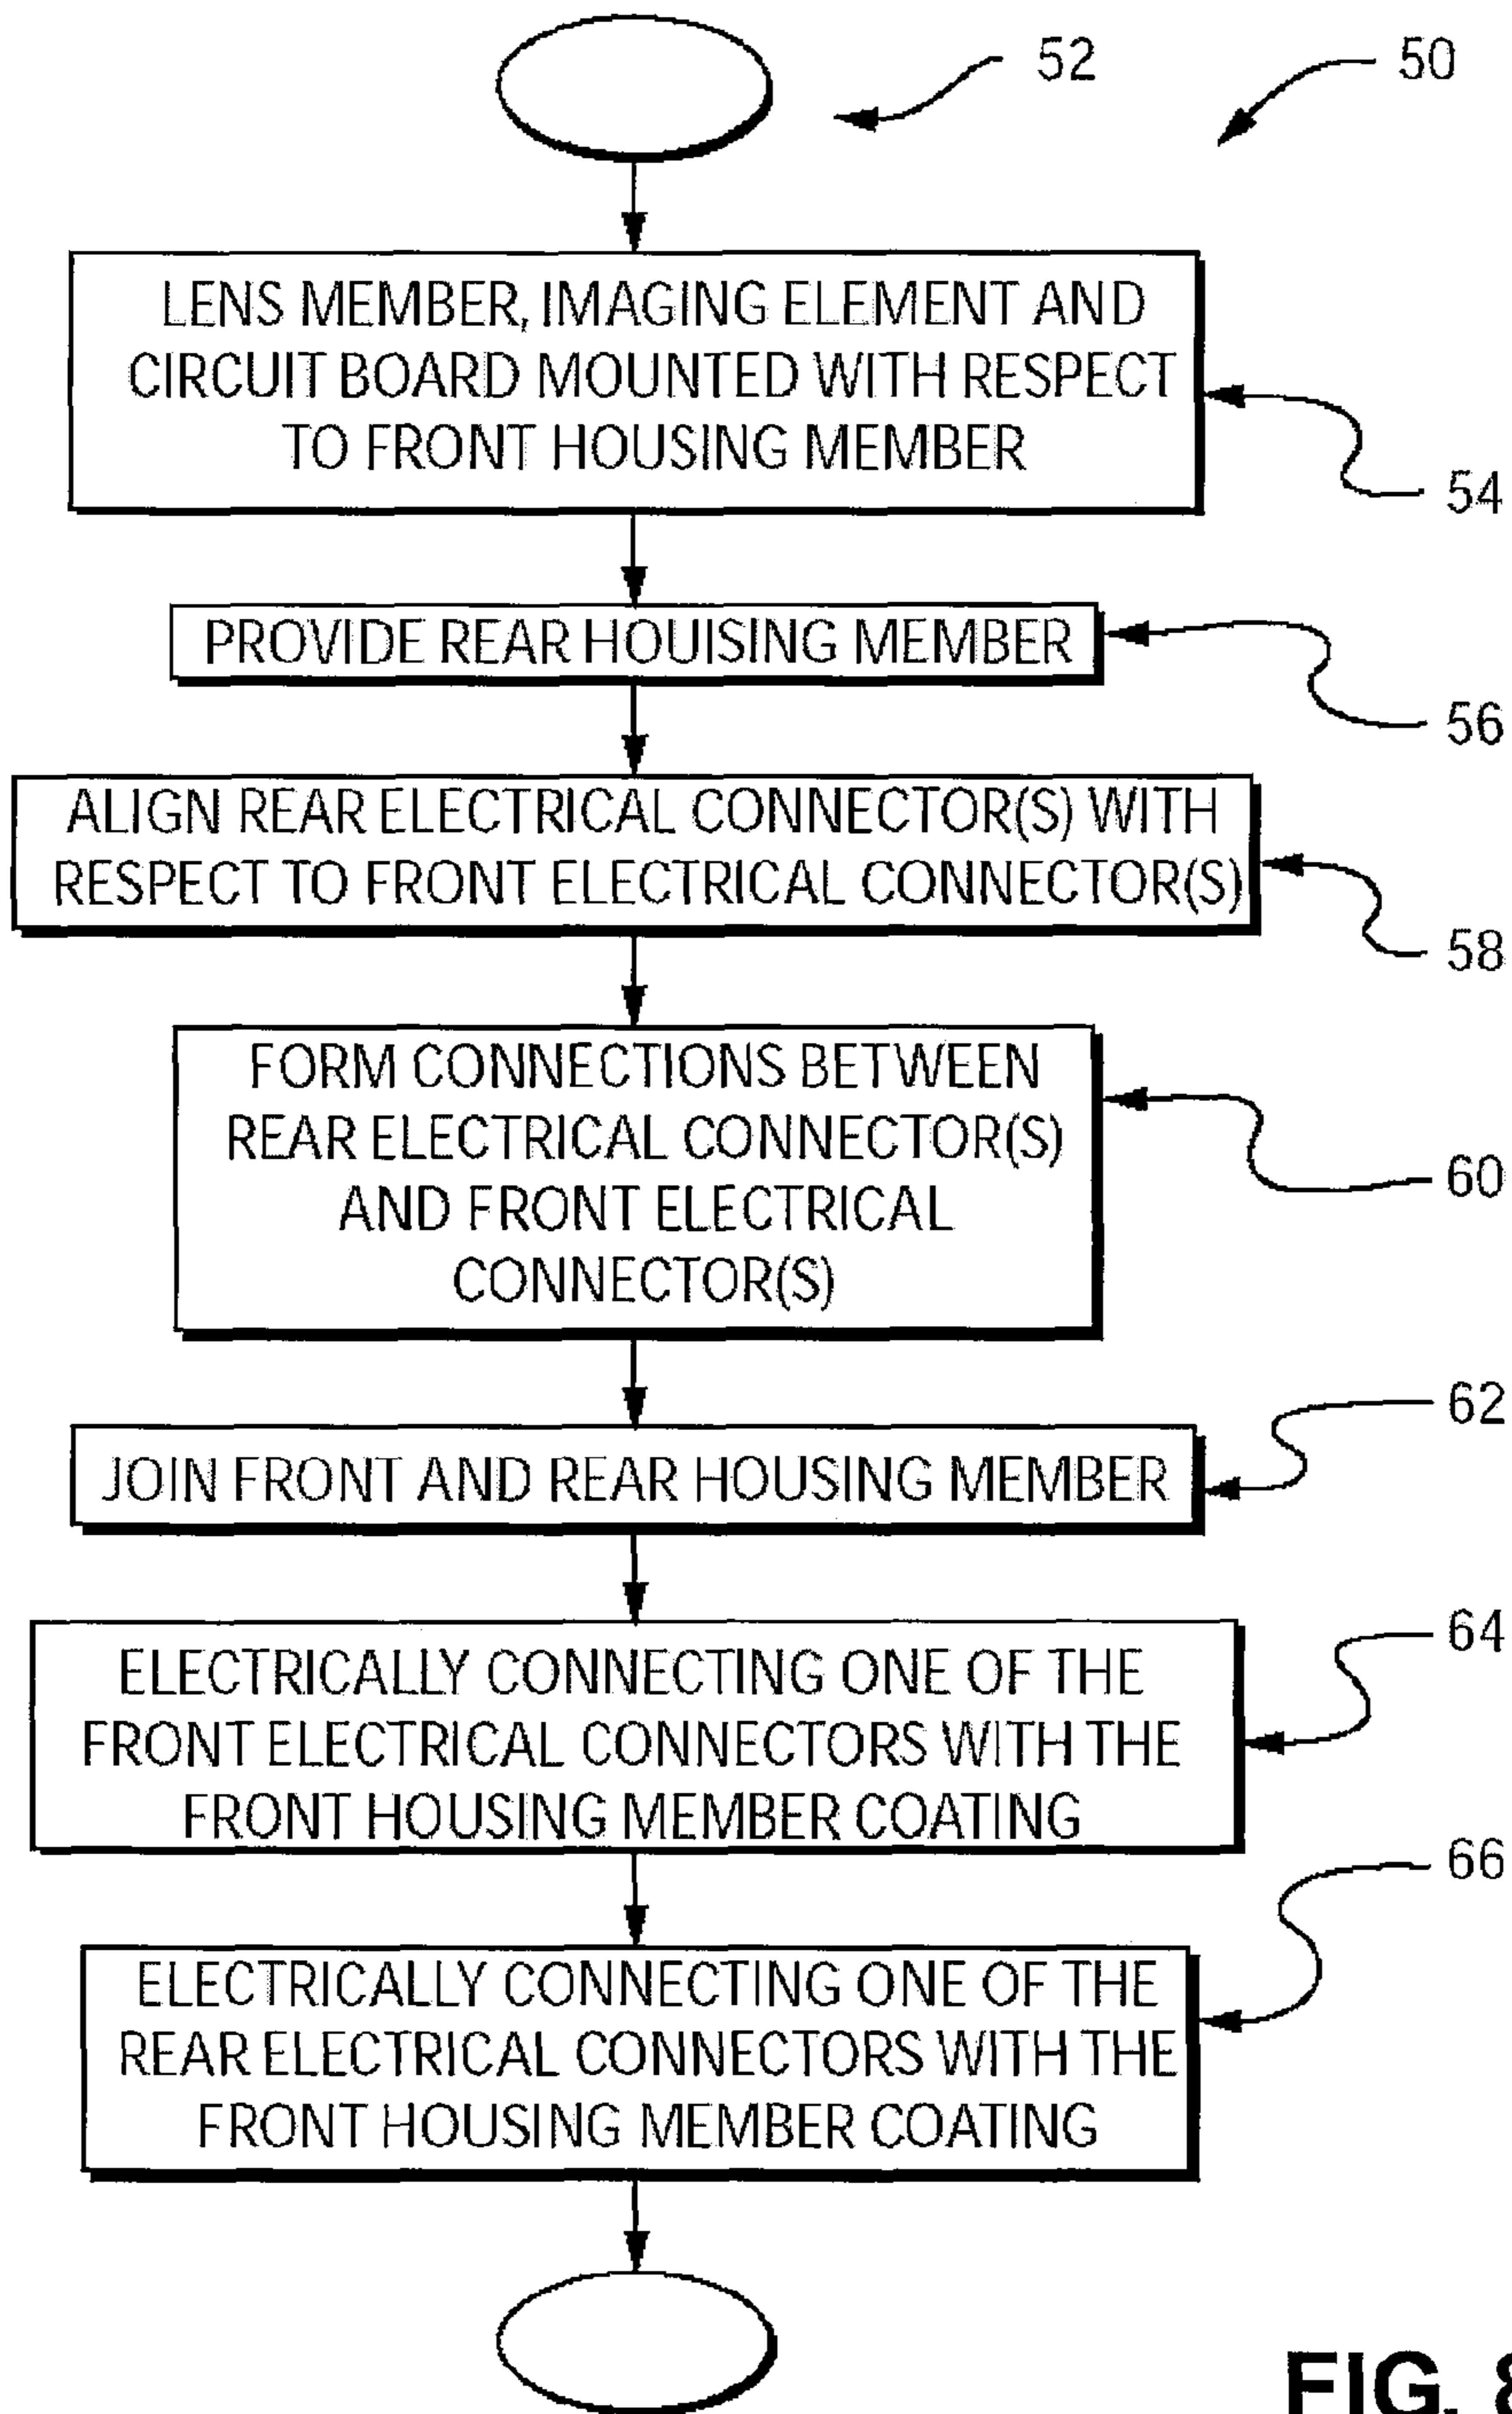 52
50
LENS MEMBER, IMAGING ELEMENT AND
CIRCUIT BOARD MOUNTED WITH RESPECT
TO FRONT HOUSING MEMBER
54
PROVIDE REAR HOUISING MEMBER
56
ALIGN REAR ELECTRICAL CONNECTOR(S) WITH
RESPECT TO FRONT ELECTRICAL CONNECTOR(S)
58
FORM CONNECTIONS BETWEEN
REAR ELECTRICAL CONNECTOR(S)
AND FRONT ELECTRICAL
CONNECTOR(S)
60
62
JOIN FRONT AND REAR HOUSING MEMBER
64
ELECTRICALLY CONNECTING ONE OF THE
FRONT ELECTRICAL CONNECTORS WITH THE
FRONT HOUSING MEMBER COATING
66
ELECTRICALLY CONNECTING ONE OF THE
REAR ELECTRICAL CONNECTORS WITH THE
FRONT HOUSING MEMBER COATING
FIG. 8